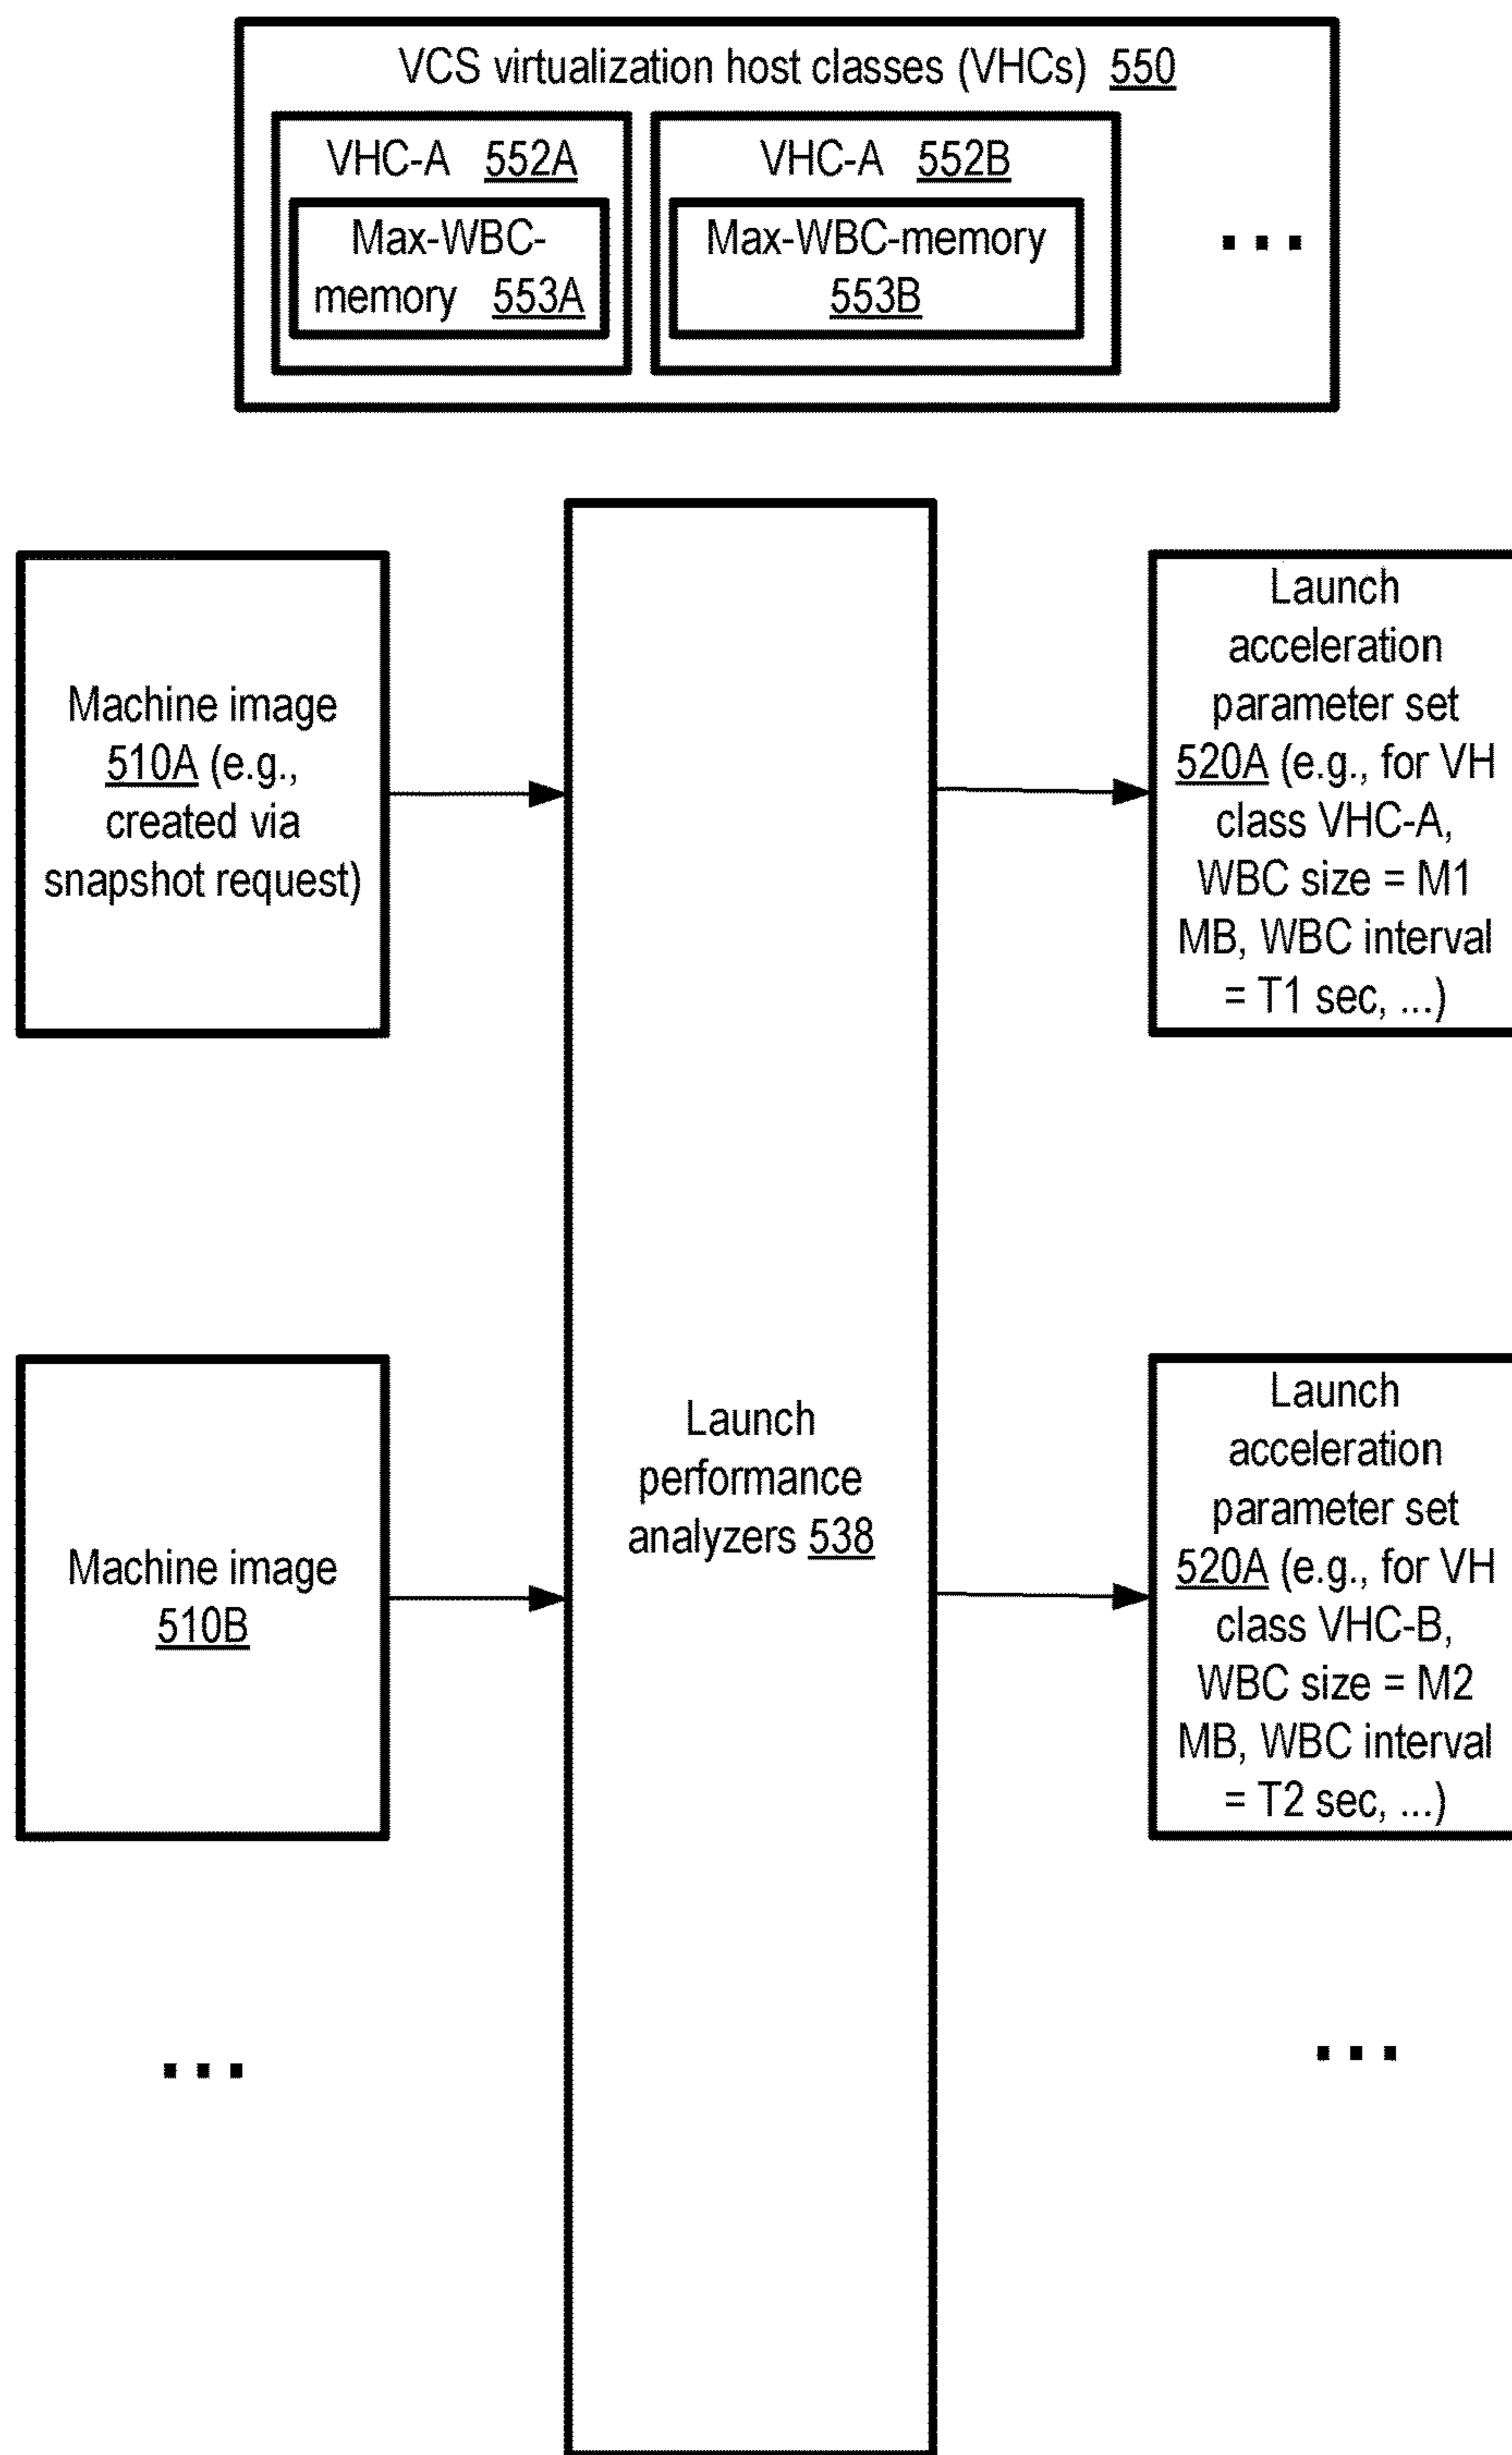 VCS virtualization host classes (VHCs) 550
VHC-A 552A
Max-WBC-
memory 553A
VHC-A 552B
Max-WBC-memory
553B
...
Machine image
510A (e.g.,
created via
snapshot request)
Launch
acceleration
parameter set
520A (e.g., for VH
class VHC-A,
WBC size = M1
MB, WBC interval
= T1 sec, ...)
Machine image
510B
Launch
performance
analyzers 538
Launch
acceleration
parameter set
520A (e.g., for VH
class VHC-B,
WBC size = M2
MB, WBC interval
= T2 sec, ...)
...
...